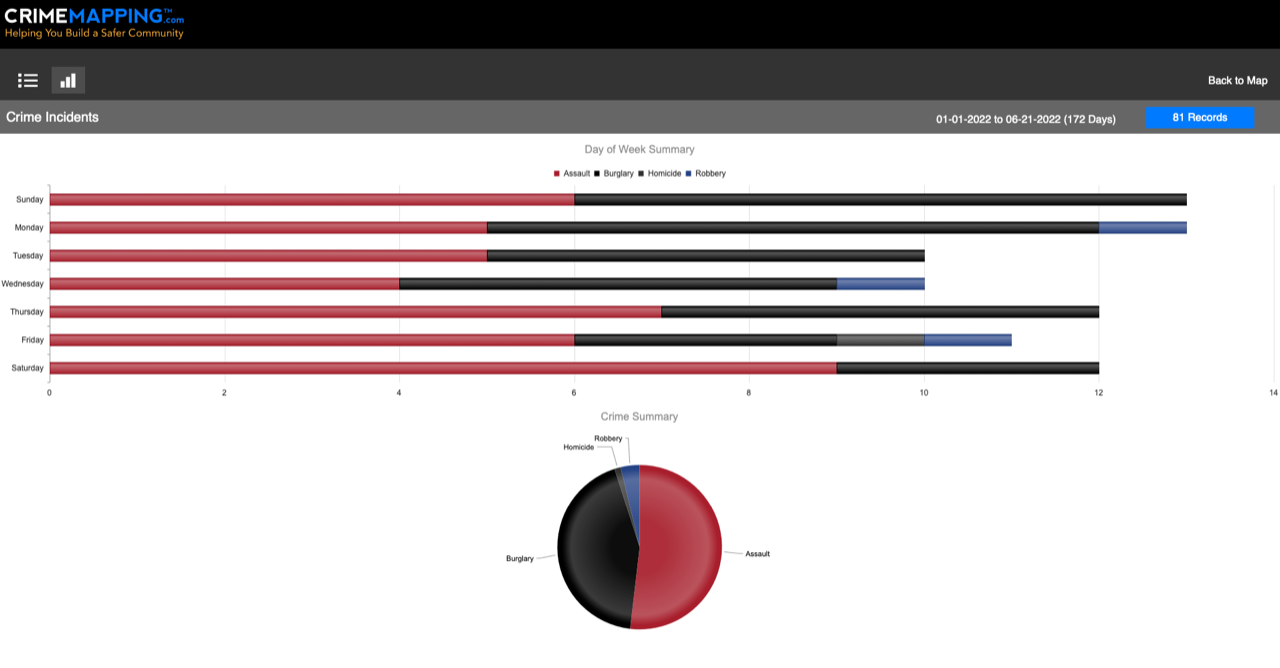 CRIMEMAPPING™.com
Helping You Build a Safer Community
Back to Map
Crime Incidents
01-01-2022 to 06-21-2022 (172 Days)
81 Records
Day of Week Summary
Assault Burglary Homicide Robbery
Sunday
Monday
Tuesday
Wednesday
Thursday
Friday
Saturday
0 2 4 6 8 10 12 14
Crime Summary
Robbery
Homicide
Assault
Burglary